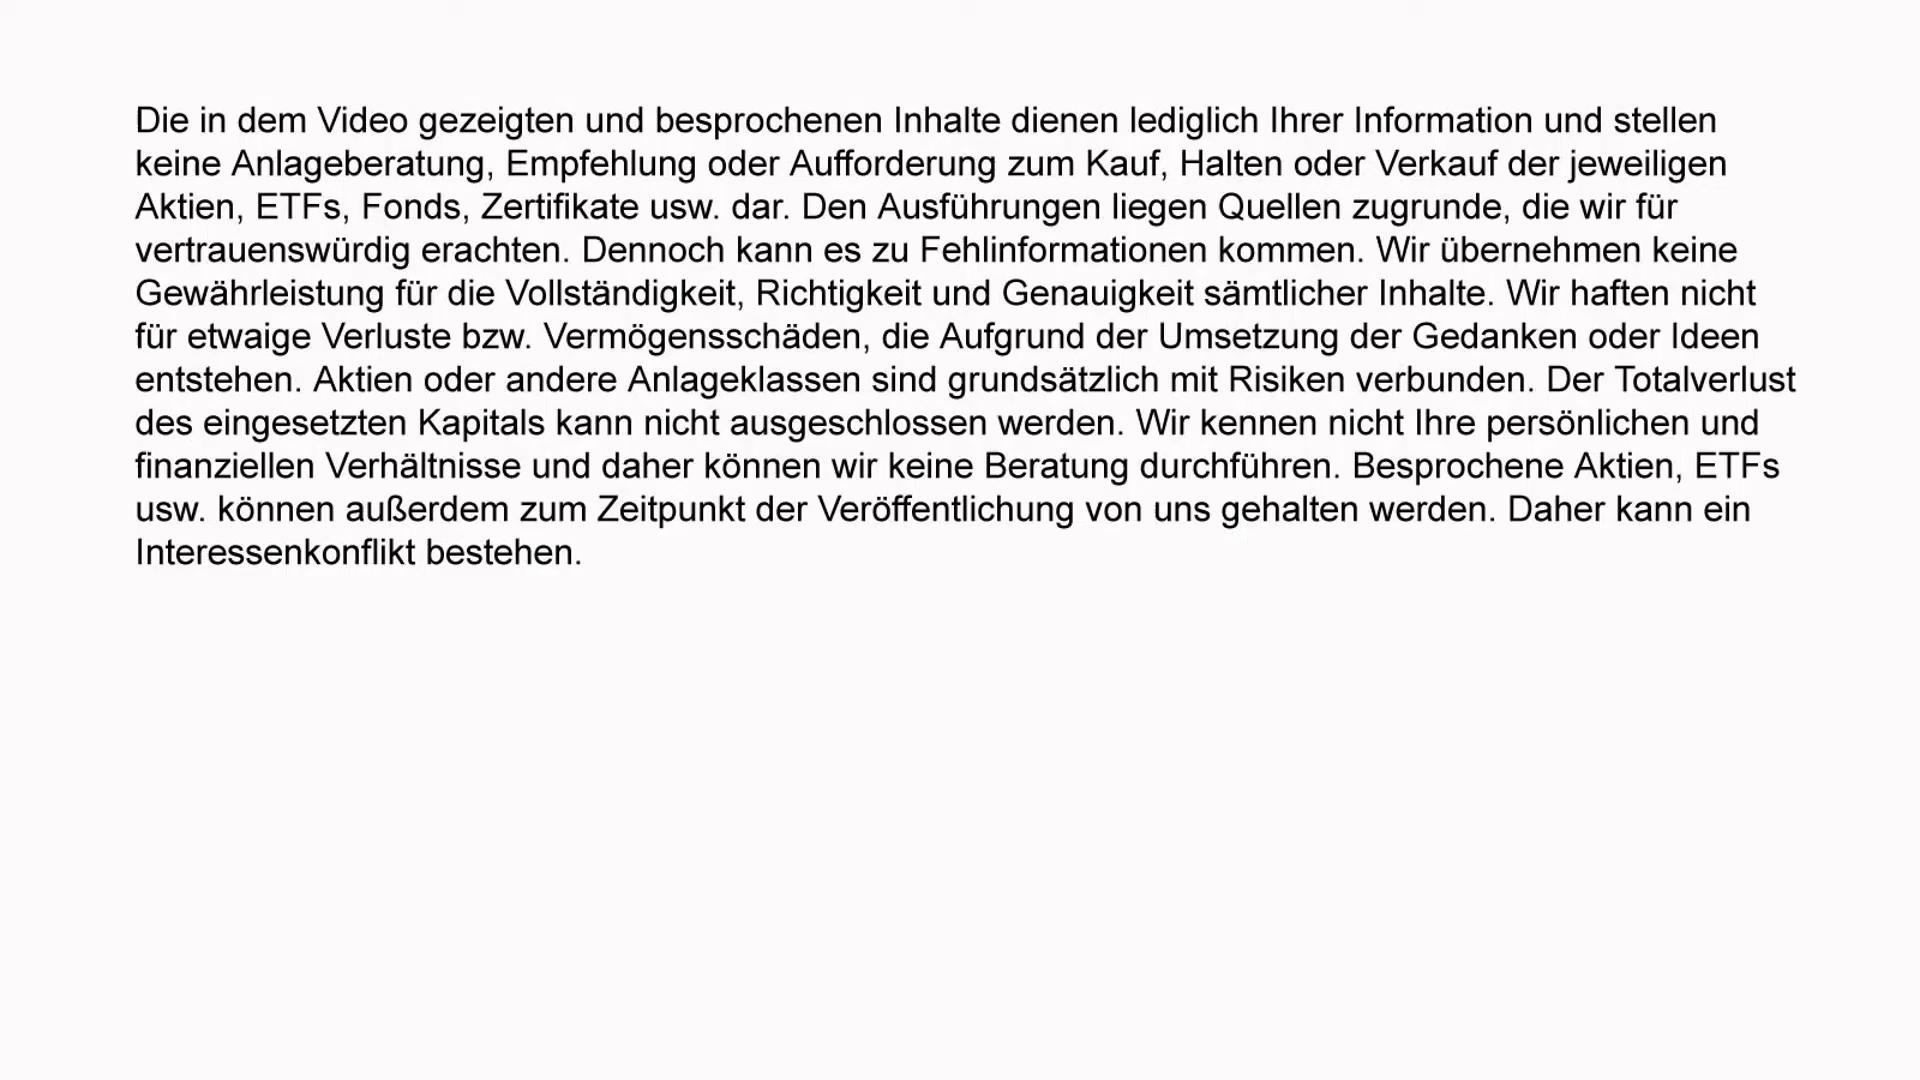 Die in dem Video gezeigten und besprochenen Inhalte dienen lediglich Ihrer Information und stellen
keine Anlageberatung, Empfehlung oder Aufforderung zum Kauf, Halten oder Verkauf der jeweiligen
Aktien, ETFs, Fonds, Zertifikate usw. dar. Den Ausführungen liegen Quellen zugrunde, die wir für
vertrauenswürdig erachten. Dennoch kann es zu Fehlinformationen kommen. Wir übernehmen keine
Gewährleistung für die Vollständigkeit, Richtigkeit und Genauigkeit sämtlicher Inhalte. Wir haften nicht
für etwaige Verluste bzw. Vermögensschäden, die Aufgrund der Umsetzung der Gedanken oder Ideen
entstehen. Aktien oder andere Anlageklassen sind grundsätzlich mit Risiken verbunden. Der Totalverlust
des eingesetzten Kapitals kann nicht ausgeschlossen werden. Wir kennen nicht Ihre persönlichen und
finanziellen Verhältnisse und daher können wir keine Beratung durchführen. Besprochene Aktien, ETFs
usw. können außerdem zum Zeitpunkt der Veröffentlichung von uns gehalten werden. Daher kann ein
Interessenkonflikt bestehen.